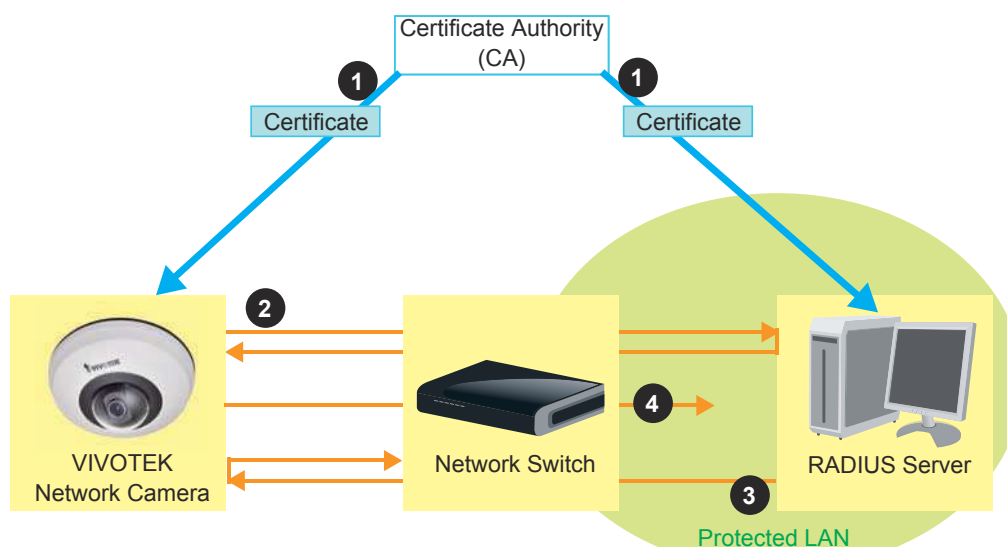 Certificate Authority
(CA)
1
1
Certificate
Certificate
2
VIVOTEK
4
VIVOTEK
Network Camera
Network Switch
RADIUS Server
3
Protected LAN